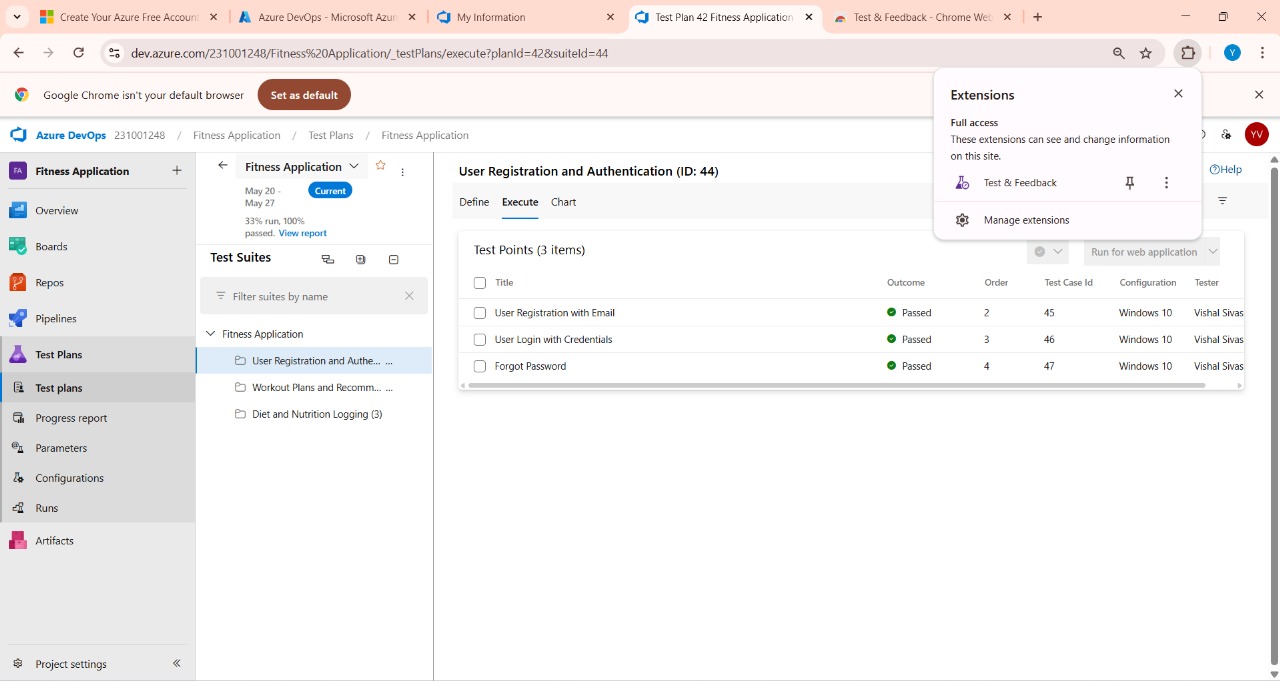 Create Your Azure Free Accoun
Azure DevOps - Microsoft Azur
My Information
Test Plan 42 Fitness Application
Test & Feedback - Chrome Web
dev.azure.com/231001248/Fitness%20Application/_testPlans/execute?planId=42&suiteId=44
Y
Google Chrome isn't your default browser
Set as default
Extensions
Full access
These extensions can see and change information
on this site.
Test & Feedback
Manage extensions
Azure DevOps 231001248 / Fitness Application / Test Plans / Fitness Application
YV
FA Fitness Application
Overview
Boards
Repos
Pipelines
Test Plans
Test plans
Progress report
Parameters
Configurations
Runs
Artifacts
Project settings
Fitness Application
May 20 -
May 27
Current
33% run, 100%
passed. View report
Test Suites
Filter suites by name
Fitness Application
User Registration and Authe... ...
Workout Plans and Recomm... ...
Diet and Nutrition Logging (3)
User Registration and Authentication (ID: 44)
Help
Define Execute Chart
Test Points (3 items)
Run for web application
Title Outcome Order Test Case Id Configuration Tester
User Registration with Email Passed 2 45 Windows 10 Vishal Sivas
User Login with Credentials Passed 3 46 Windows 10 Vishal Sivas
Forgot Password Passed 4 47 Windows 10 Vishal Sivas